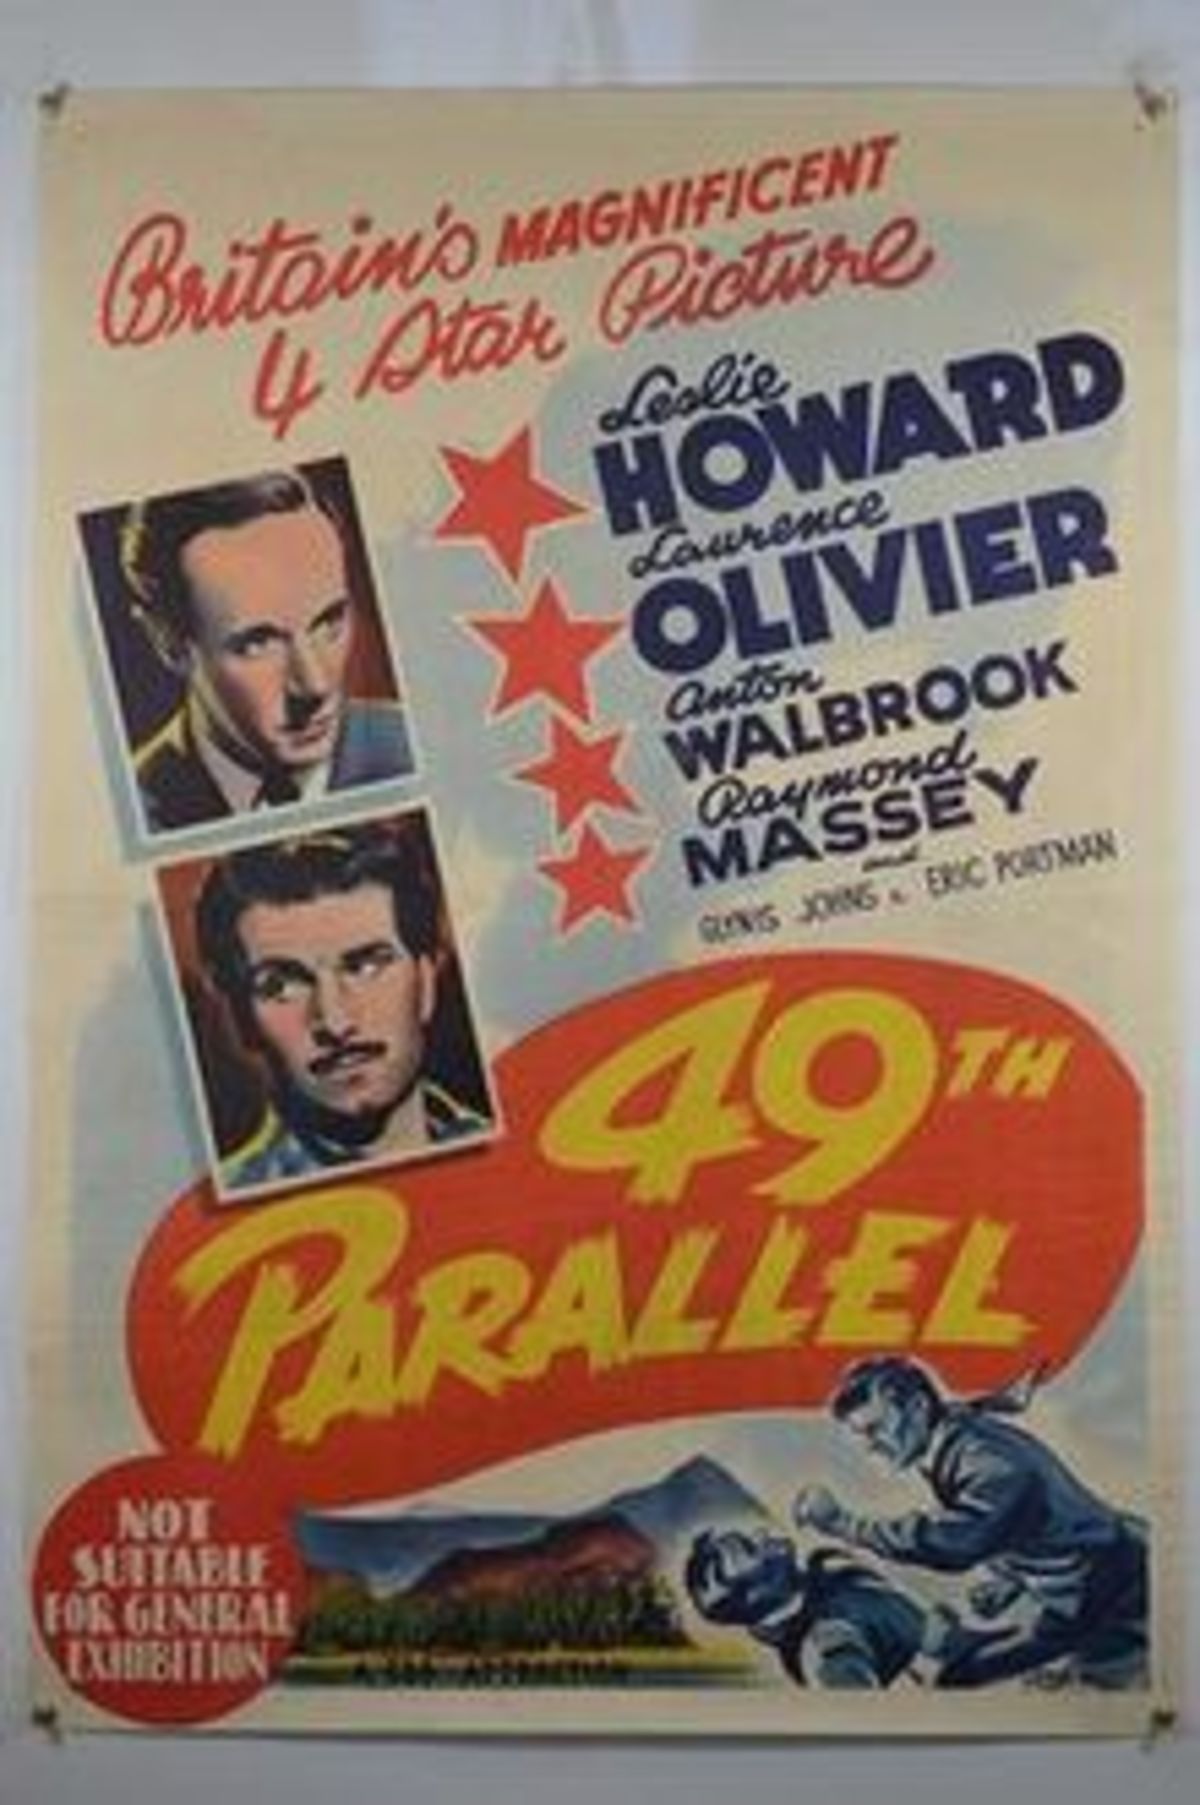 Britain's MAGNIFICENT
4 Star Picture
Leslie
HOWARD
Laurence
OLIVIER
Anton
WALBROOK
Raymond
MASSEY
and
GLYNIS JOHNS & ERIC PORTMAN
49TH
PARALLEL
NOT
SUITABLE
FOR GENERAL
EXHIBITION